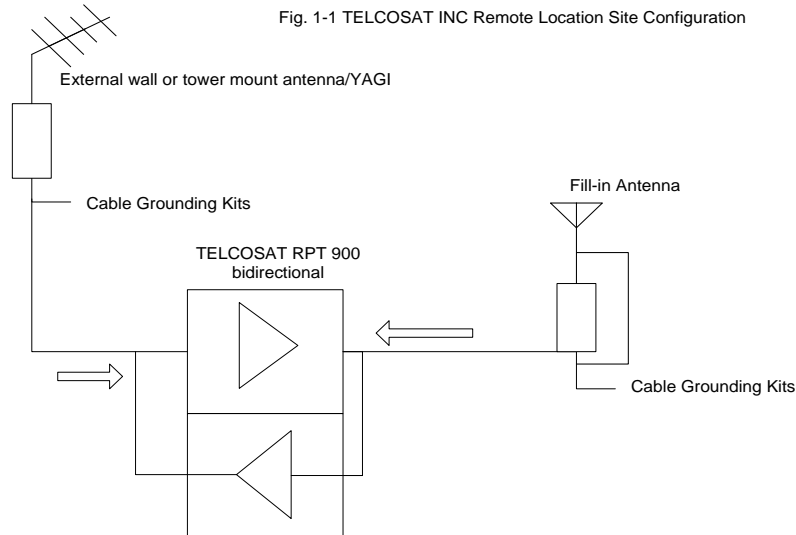 Fig. 1-1 TELCOSAT INC Remote Location Site Configuration
External wall or tower mount antenna/YAGI
Cable Grounding Kits
Fill-in Antenna
TELCOSAT RPT 900
bidirectional
Cable Grounding Kits